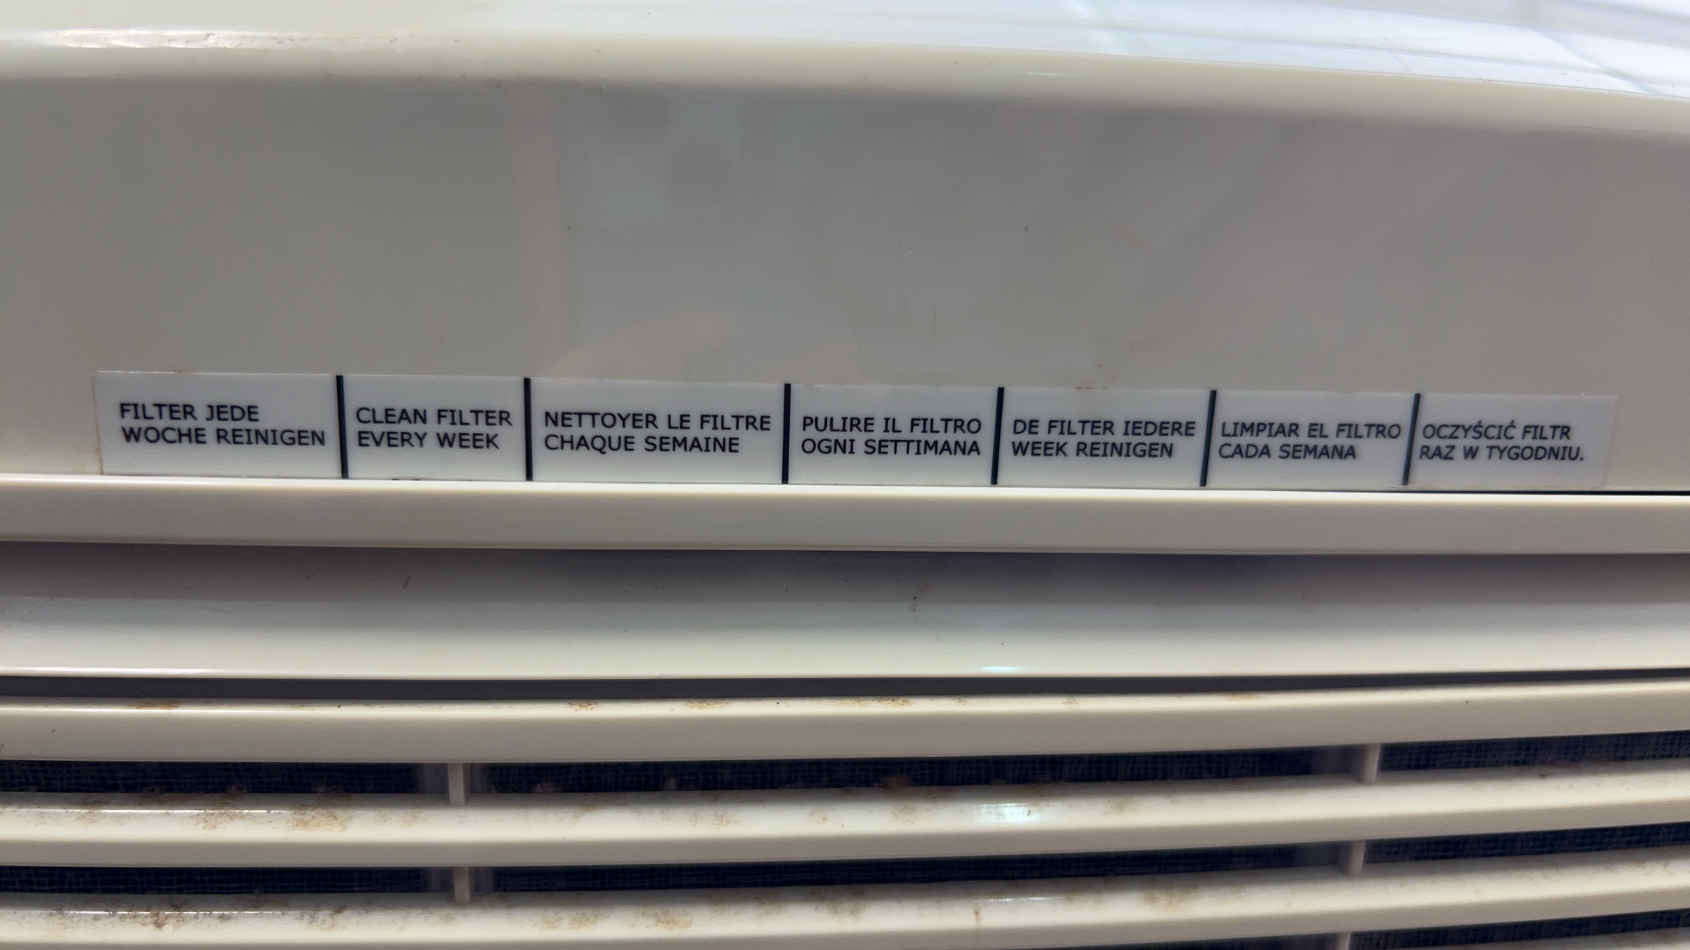 FILTER JEDE
WOCHE REINIGEN
CLEAN FILTER
EVERY WEEK
NETTOYER LE FILTRE
CHAQUE SEMAINE
PULIRE IL FILTRO
OGNI SETTIMANA
DE FILTER IEDERE
WEEK REINIGEN
LIMPIAR EL FILTRO
CADA SEMANA
OCZYŚCIĆ FILTR
RAZ W TYGODNIU.